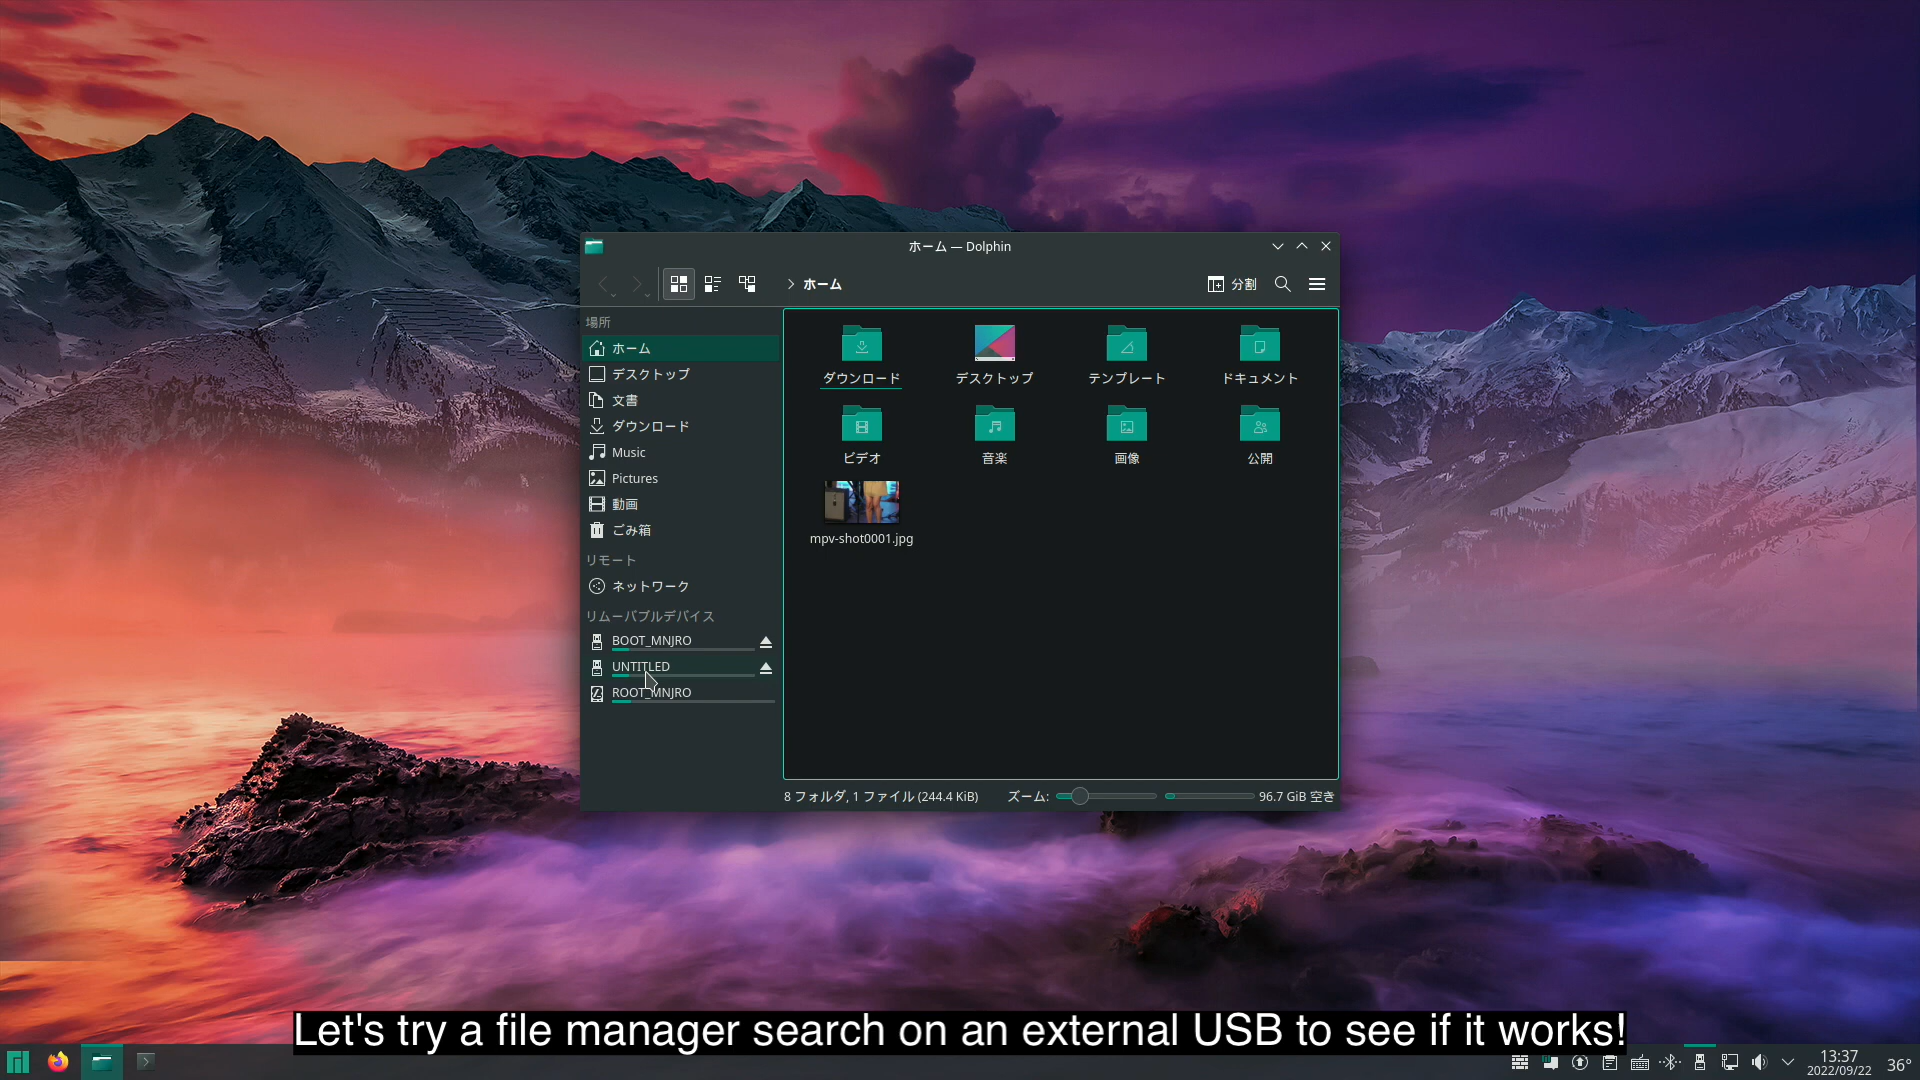 ホーム — Dolphin
ホーム
分割
場所
ホーム
デスクトップ
文書
ダウンロード
Music
Pictures
動画
ごみ箱
リモート
ネットワーク
リムーバブルデバイス
BOOT_MNJRO
UNTITLED
ROOT_MNJRO
ダウンロード
デスクトップ
テンプレート
ドキュメント
ビデオ
音楽
画像
公開
mpv-shot0001.jpg
8 フォルダ, 1 ファイル (244.4 KiB)
ズーム:
96.7 GiB 空き
Let's try a file manager search on an external USB to see if it works!
13:37
2022/09/22
36°